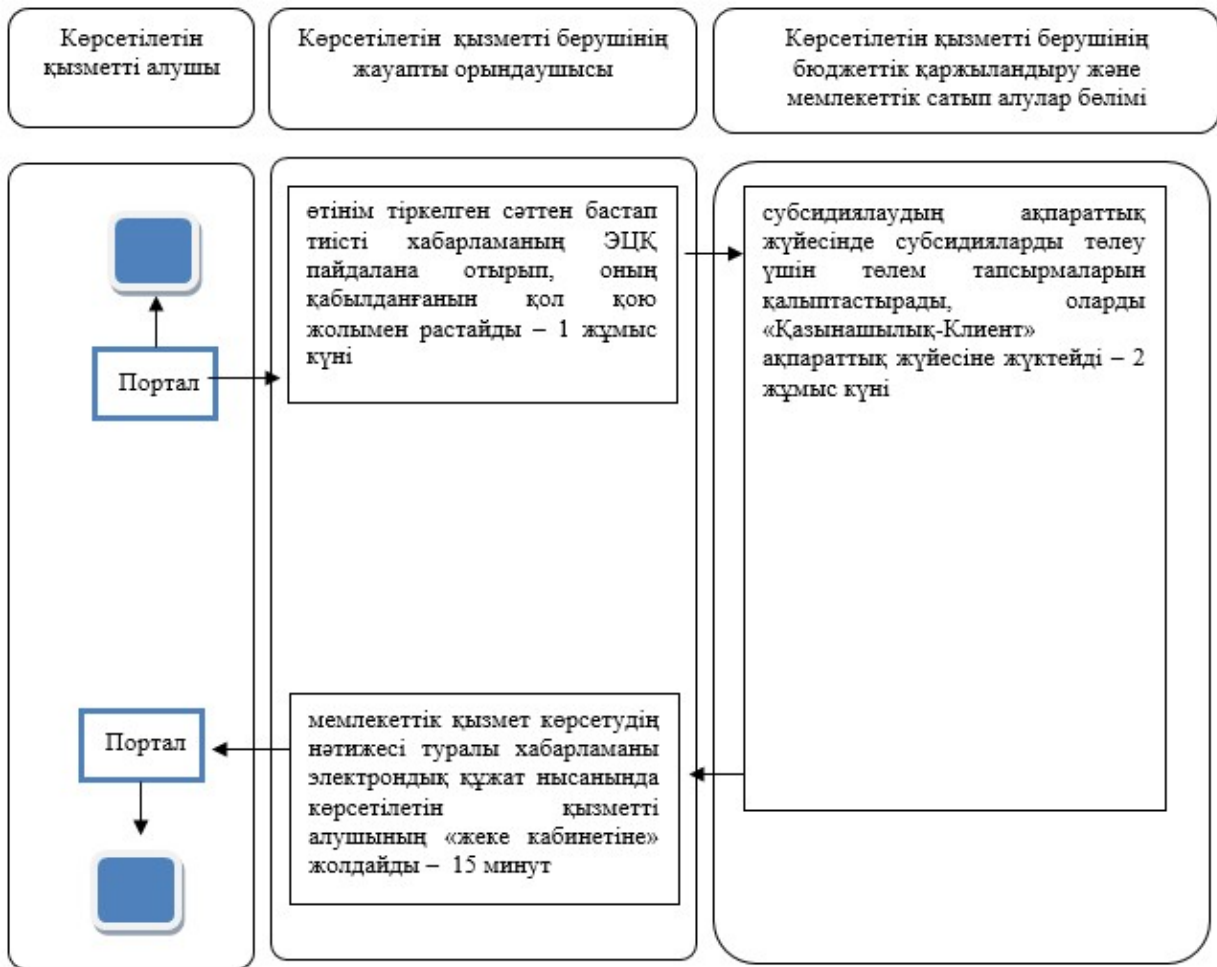 Көрсетілетін
қызметті алушы
Көрсетілетін қызметті берушінің
жауапты орындаушысы
Көрсетілетін қызметті берушінің
бюджеттік қаржыландыру және
мемлекеттік сатып алулар бөлімі
өтінім тіркелген сәттен бастап
тиісті хабарламаның ЭЦҚ
пайдалана отырып, оның
қабылданғанын қол қою
жолымен растайды – 1 жұмыс
күні
субсидиялаудың ақпараттық
жүйесінде субсидияларды төлеу
үшін төлем тапсырмаларын
қалыптастырады, оларды
«Қазынашылық-Клиент»
ақпараттық жүйесіне жүктейді – 2
жұмыс күні
Портал
Портал
мемлекеттік қызмет көрсетудің
нәтижесі туралы хабарламаны
электрондық құжат нысанында
көрсетілетін қызметті
алушының «жеке кабинетіне»
жолдайды – 15 минут